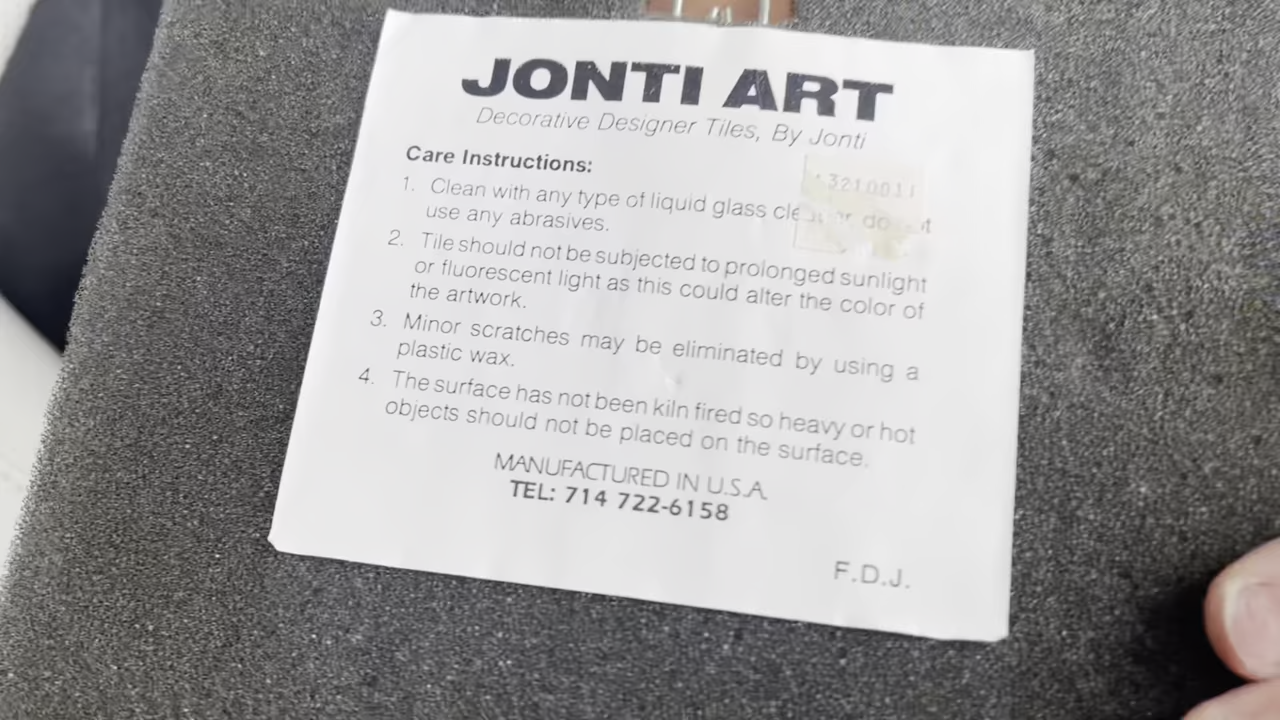 JONTI ART
Decorative Designer Tiles, By Jonti
Care Instructions:
1. Clean with any type of liquid glass do
use any abrasives.
2. Tile should not be subjected to prolonged sunlight
or fluorescent light as this could alter the color of
the artwork.
3. Minor scratches may be eliminated by using a
plastic wax.
4. The surface has not been kiln fired so heavy or hot
objects should not be placed on the surface.
MANUFACTURED IN U.S.A.
TEL: 714 722-6158
F.D.J.